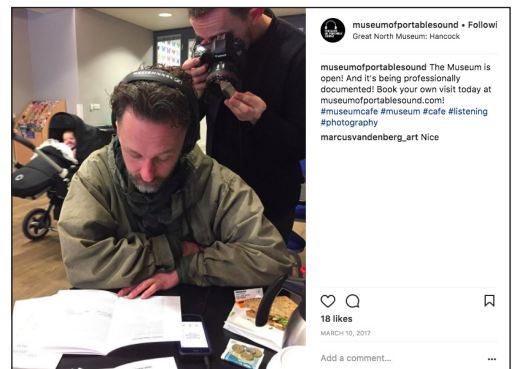 museumofportablesound • Followi
Great North Museum: Hancock
museumofportablesound The Museum is
open! And it's being professionally
documented! Book your own visit today at
museumofportablesound.com!
#museumcafe #museum #cafe #listening
#photography
marcusvandenberg_art Nice
18 likes
MARCH 10, 2017
Add a comment...